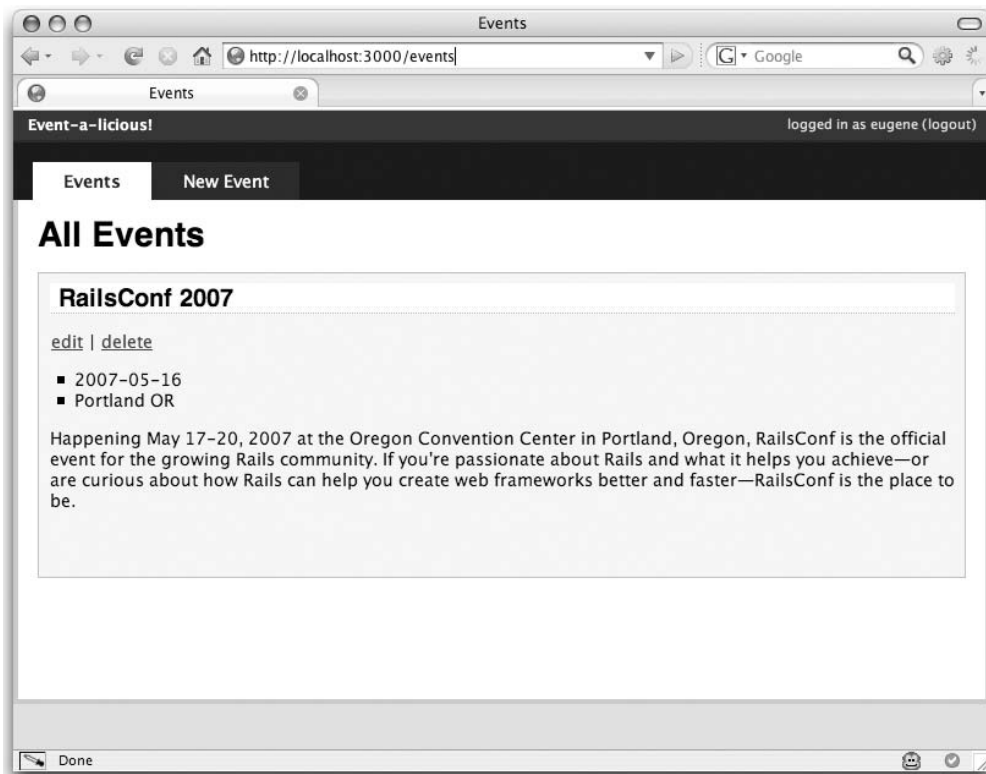 Events
http://localhost:3000/events
G Google
Events
Event-a-licious! logged in as eugene (logout)
Events New Event
All Events
RailsConf 2007
edit | delete
2007-05-16
Portland OR
Happening May 17-20, 2007 at the Oregon Convention Center in Portland, Oregon, RailsConf is the official
event for the growing Rails community. If you're passionate about Rails and what it helps you achieve—or
are curious about how Rails can help you create web frameworks better and faster—RailsConf is the place to
be.
Done